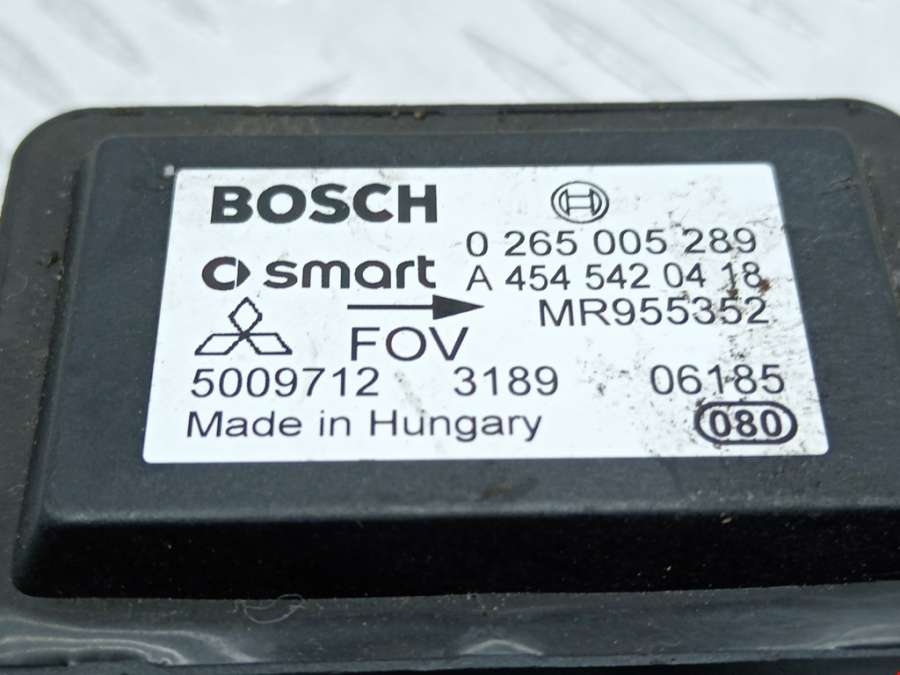 BOSCH
0 265 005 289
smart A 454 542 04 18
MR955352
FOV
5009712 3189 06185
Made in Hungary 080